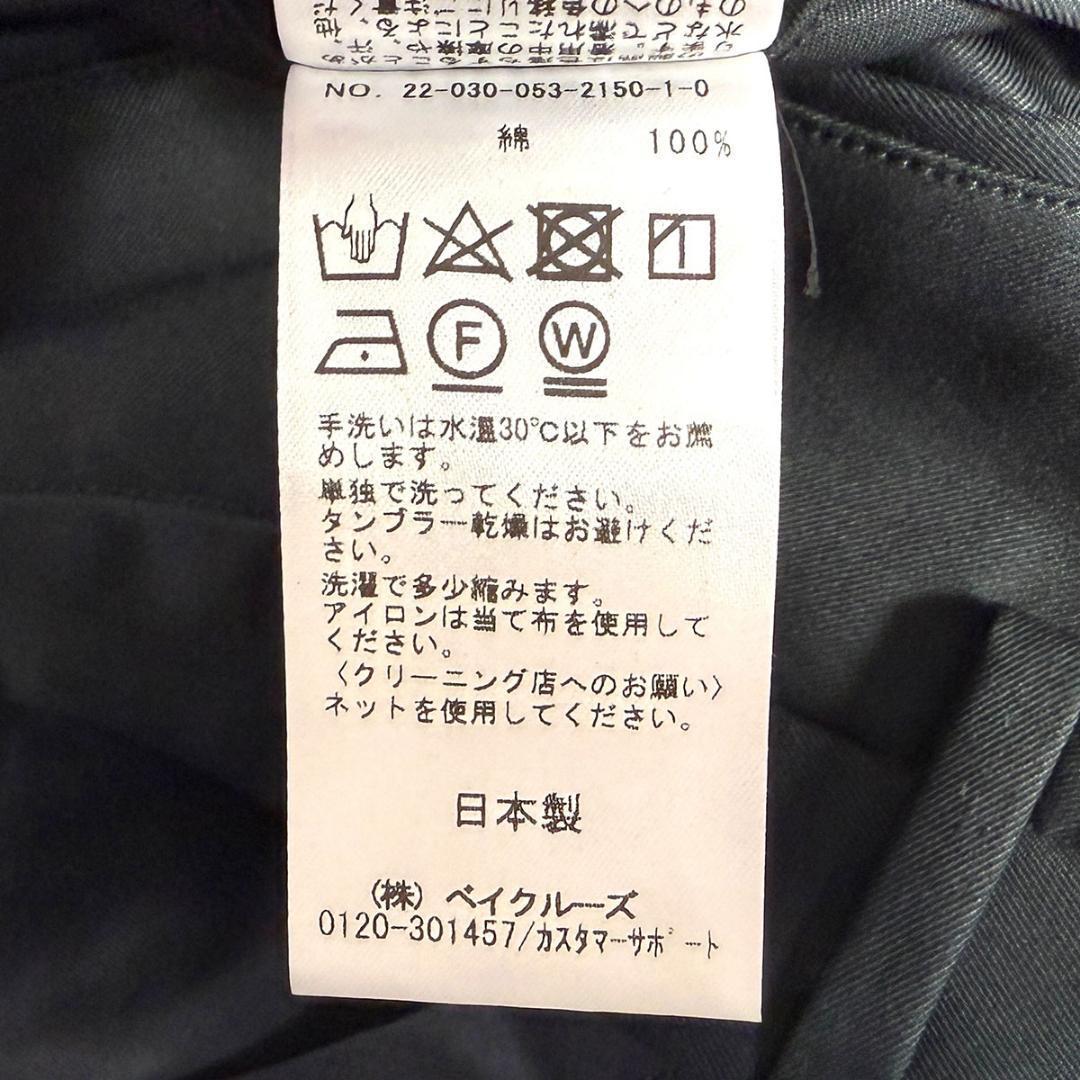 NO. 22-030-053-2150-1-0
綿 100%
F
W
手洗いは水温30℃以下をお薦
めします。
単独で洗ってください。
タンブラー乾燥はお避けくだ
さい。
洗濯で多少縮みます。
アイロンは当て布を使用して
ください。
〈クリーニング店へのお願い〉
ネットを使用してください。
日本製
(株) ベイクルーズ
0120-301457/カスタマーサポート